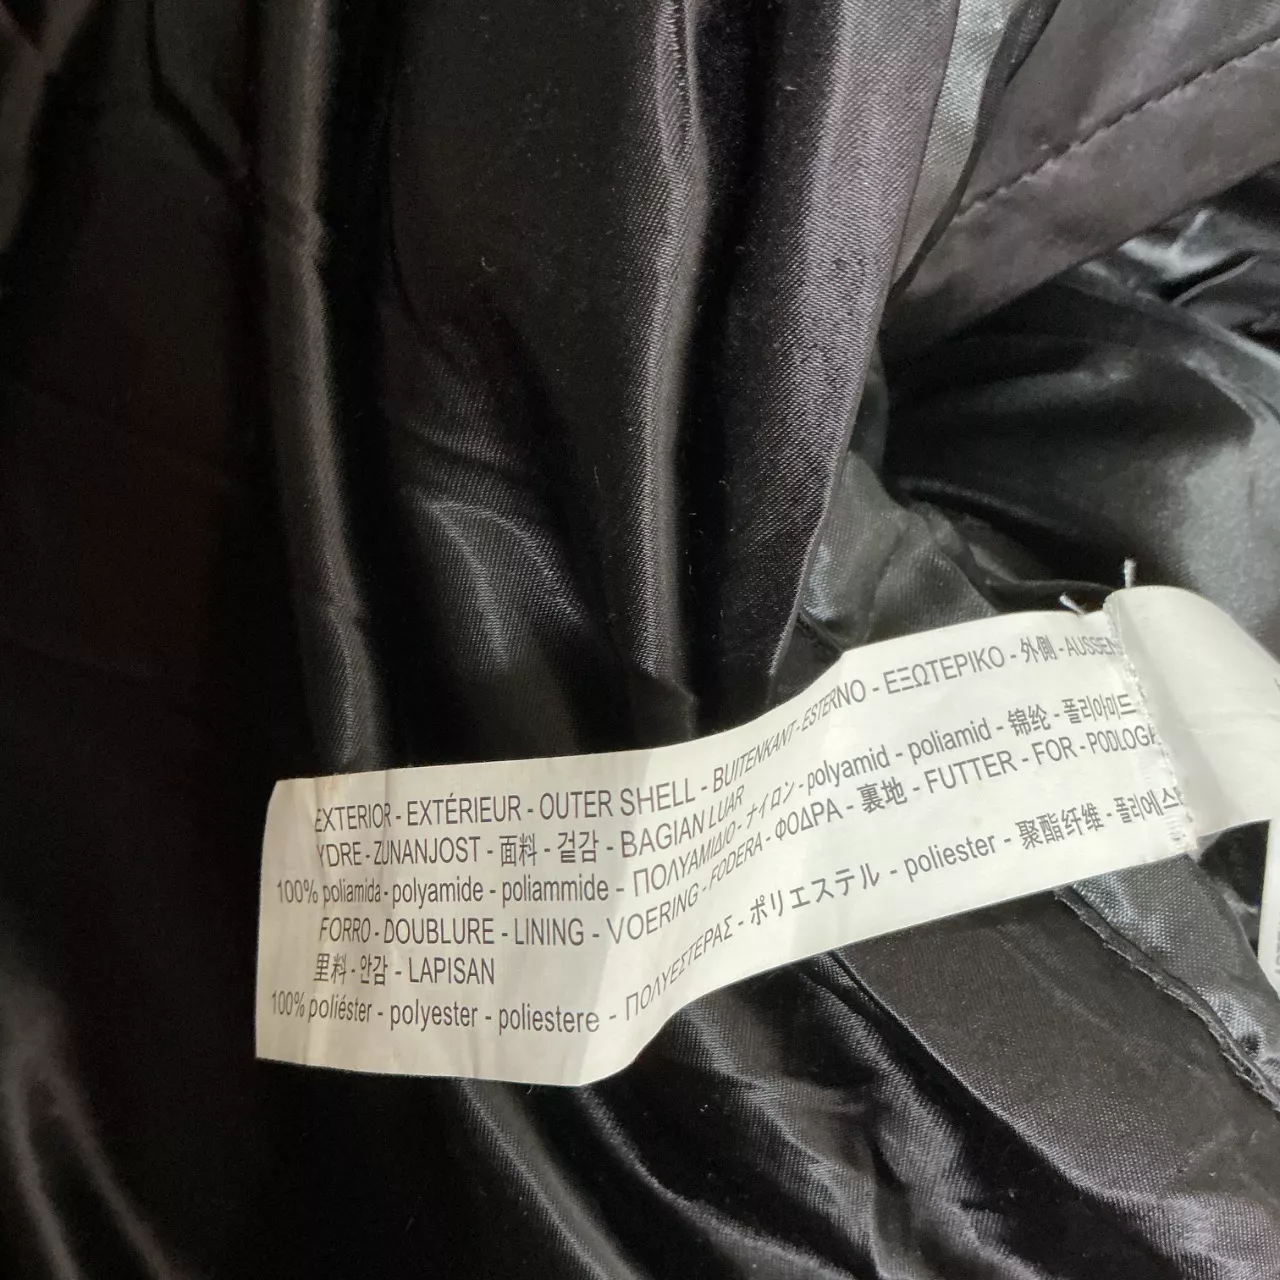 EXTERIOR - EXTÉRIEUR - OUTER SHELL - BUITENKANT - ESTERNO - ΕΞΩΤΕΡΙΚΟ - 外側 - AUSSEN
YDRE - ZUNANJOST - 面料 - 겉감 - BAGIAN LUAR
100% poliamida - polyamide - poliammide - ΠΟΛΥΑΜΙΔΙΟ - ナイロン - polyamid - poliamid - 锦纶 - 폴리아미드
FORRO - DOUBLURE - LINING - VOERING - FODERA - ΦΟΔΡΑ - 裏地 - FUTTER - FOR - PODLOGA
里料 - 안감 - LAPISAN
100% poliéster - polyester - poliestere - ΠΟΛΥΕΣΤΕΡΑΣ - ポリエステル - poliester - 聚酯纤维 - 폴리에스